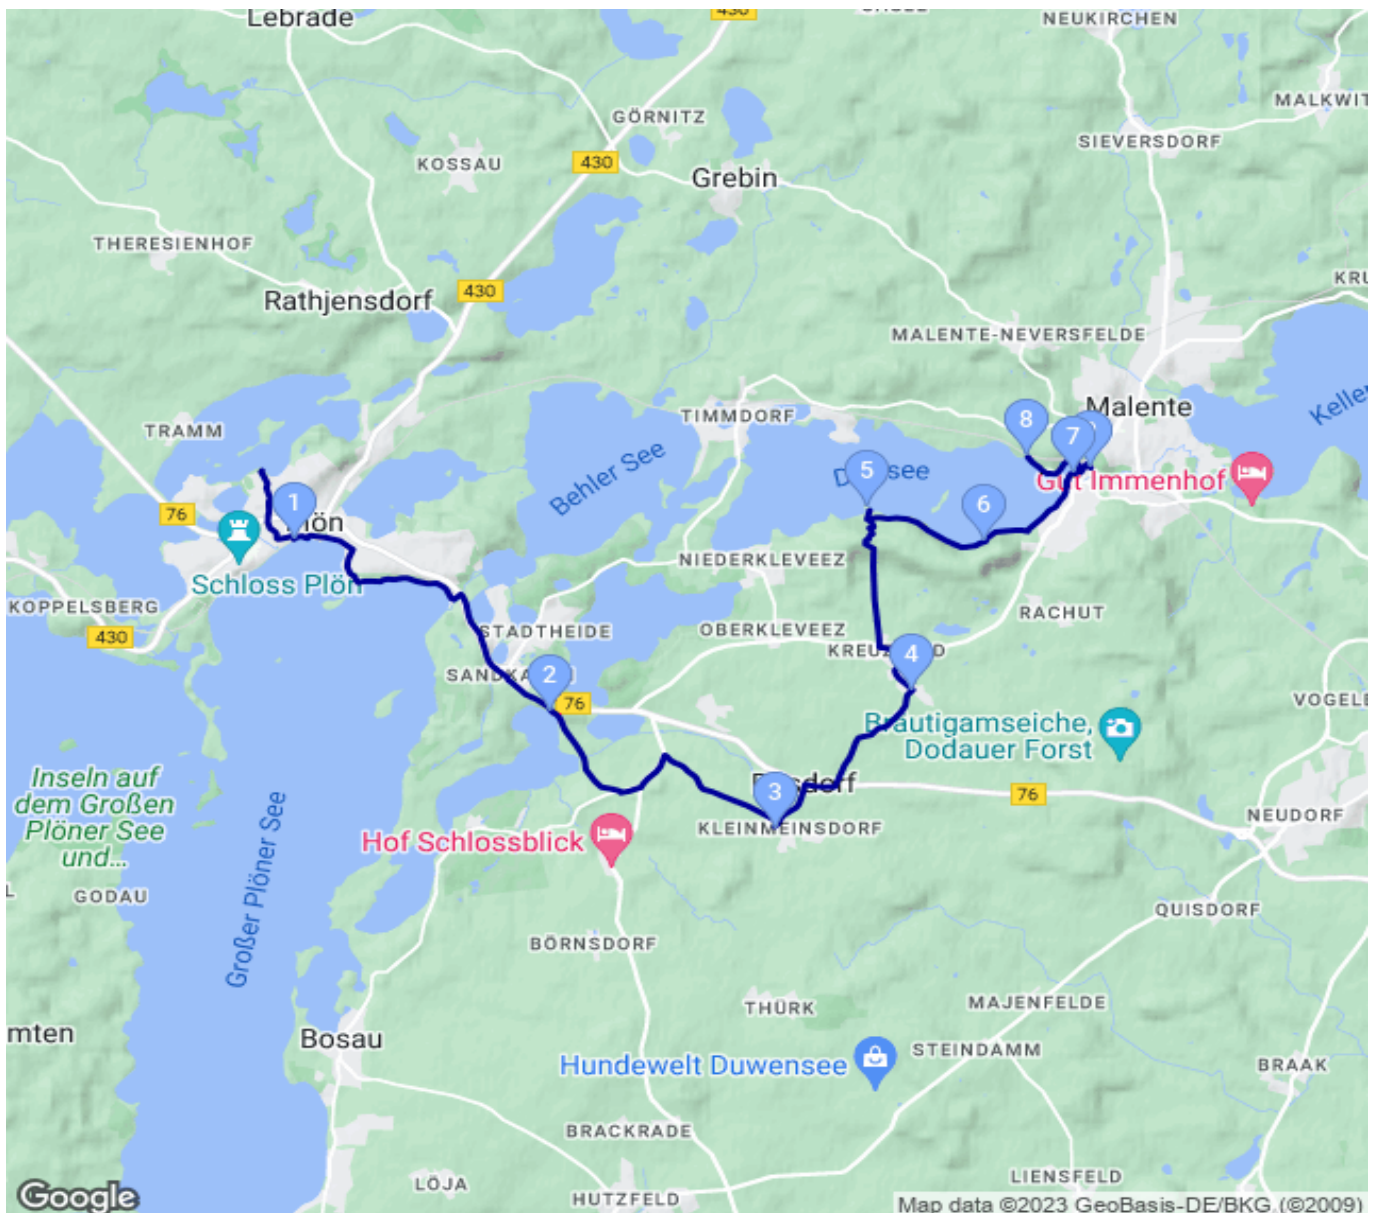 Lebrade
430
NEUKIRCHEN
MALKWIT
GÖRNITZ
SIEVERSDORF
KOSSAU
430
Grebin
THERESIENHOF
KRU
Rathjensdorf
430
MALENTE-NEVERSFELDE
Malente
Keller
TIMMDORF
TRAMM
8
7
Behler See
5
Gut Immenhof
76
1
6
NIEDERKLEVEEZ
Schloss Plön
KOPPELSBERG
RACHUT
430
STADTHEIDE
OBERKLEVEEZ
4
2
76
VOGELE
Bräutigamseiche,
Dodauer Forst
Inseln auf
dem Großen
Plöner See
und...
3
76
NEUDORF
Großer Plöner See
Hof Schlossblick
KLEINMEINSDORF
GODAU
QUISDORF
BÖRNSDORF
THÜRK
MAJENFELDE
mten
Bosau
STEINDAMM
Hundewelt Duwensee
BRAAK
BRACKRADE
LÖJA
LIENSFELD
HUTZFELD
Google
Map data ©2023 GeoBasis-DE/BKG (©2009)